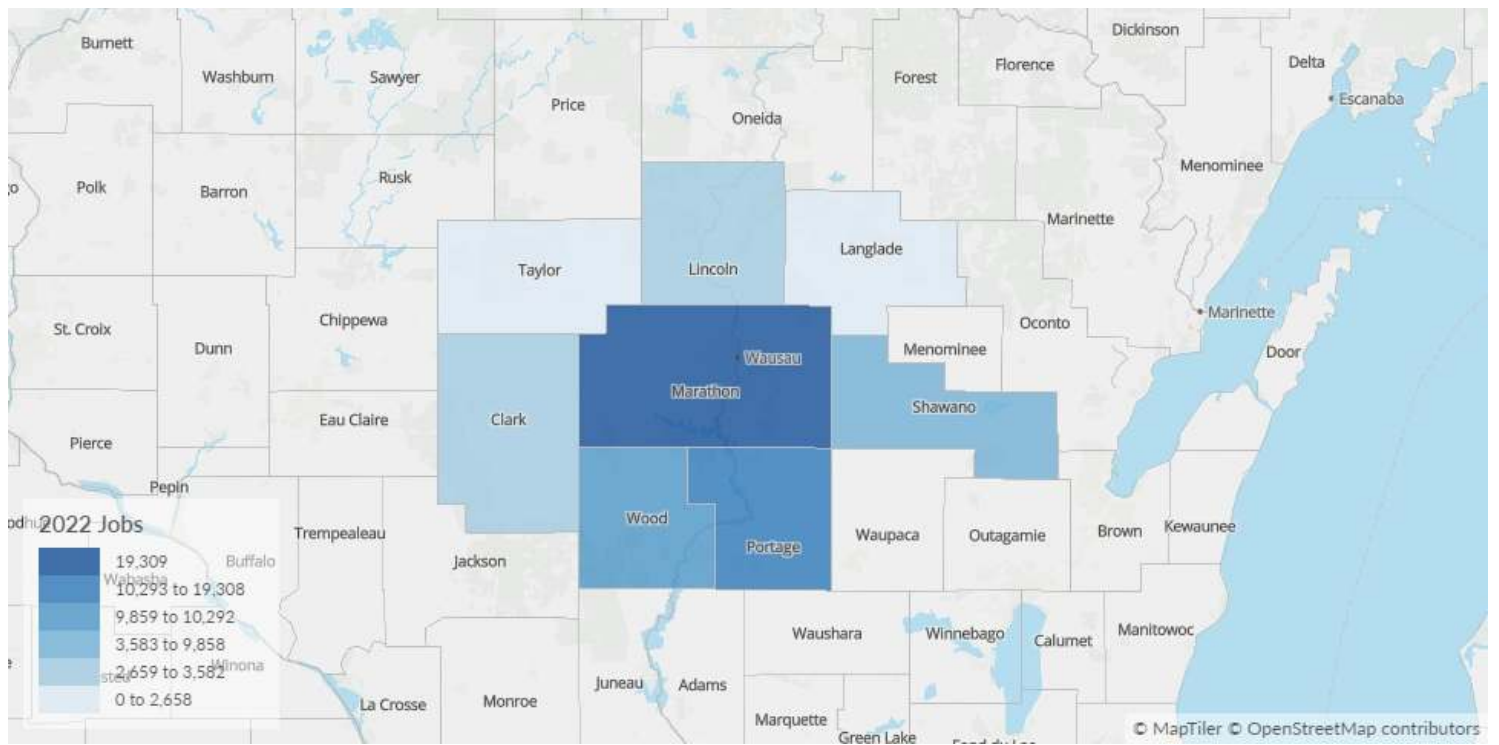 Burnett
Washburn
Sawyer
Price
Oneida
Forest
Florence
Dickinson
Delta
Escanaba
Polk
Barron
Rusk
Menominee
Marinette
Taylor
Lincoln
Langlade
St. Croix
Dunn
Chippewa
Wausau
Marathon
Menominee
Oconto
Marinette
Door
Pierce
Eau Claire
Clark
Shawano
Pepin
Trempealeau
Jackson
Wood
Portage
Waupaca
Outagamie
Brown
Kewaunee
2022 Jobs
19,309
10,293 to 19,308
9,859 to 10,292
3,583 to 9,858
2,659 to 3,582
0 to 2,658
Buffalo
Wabasha
Winona
La Crosse
Monroe
Juneau
Adams
Waushara
Winnebago
Calumet
Manitowoc
Marquette
Green Lake
© MapTiler © OpenStreetMap contributors